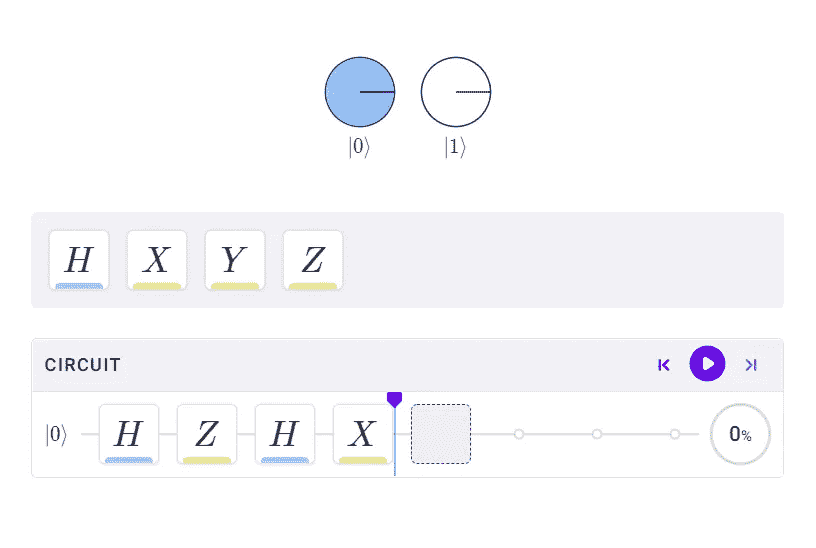 |0⟩ |1⟩
H X Y Z
CIRCUIT
|0⟩ H Z H X 0%